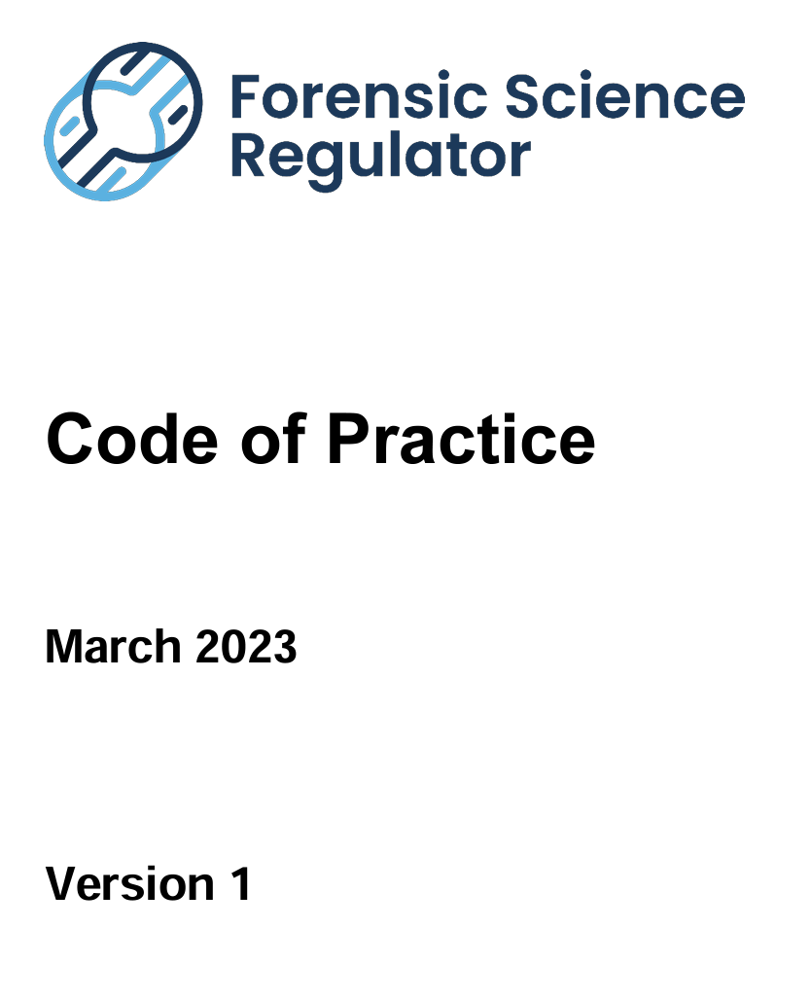 Forensic Science
Regulator
Code of Practice
March 2023
Version 1